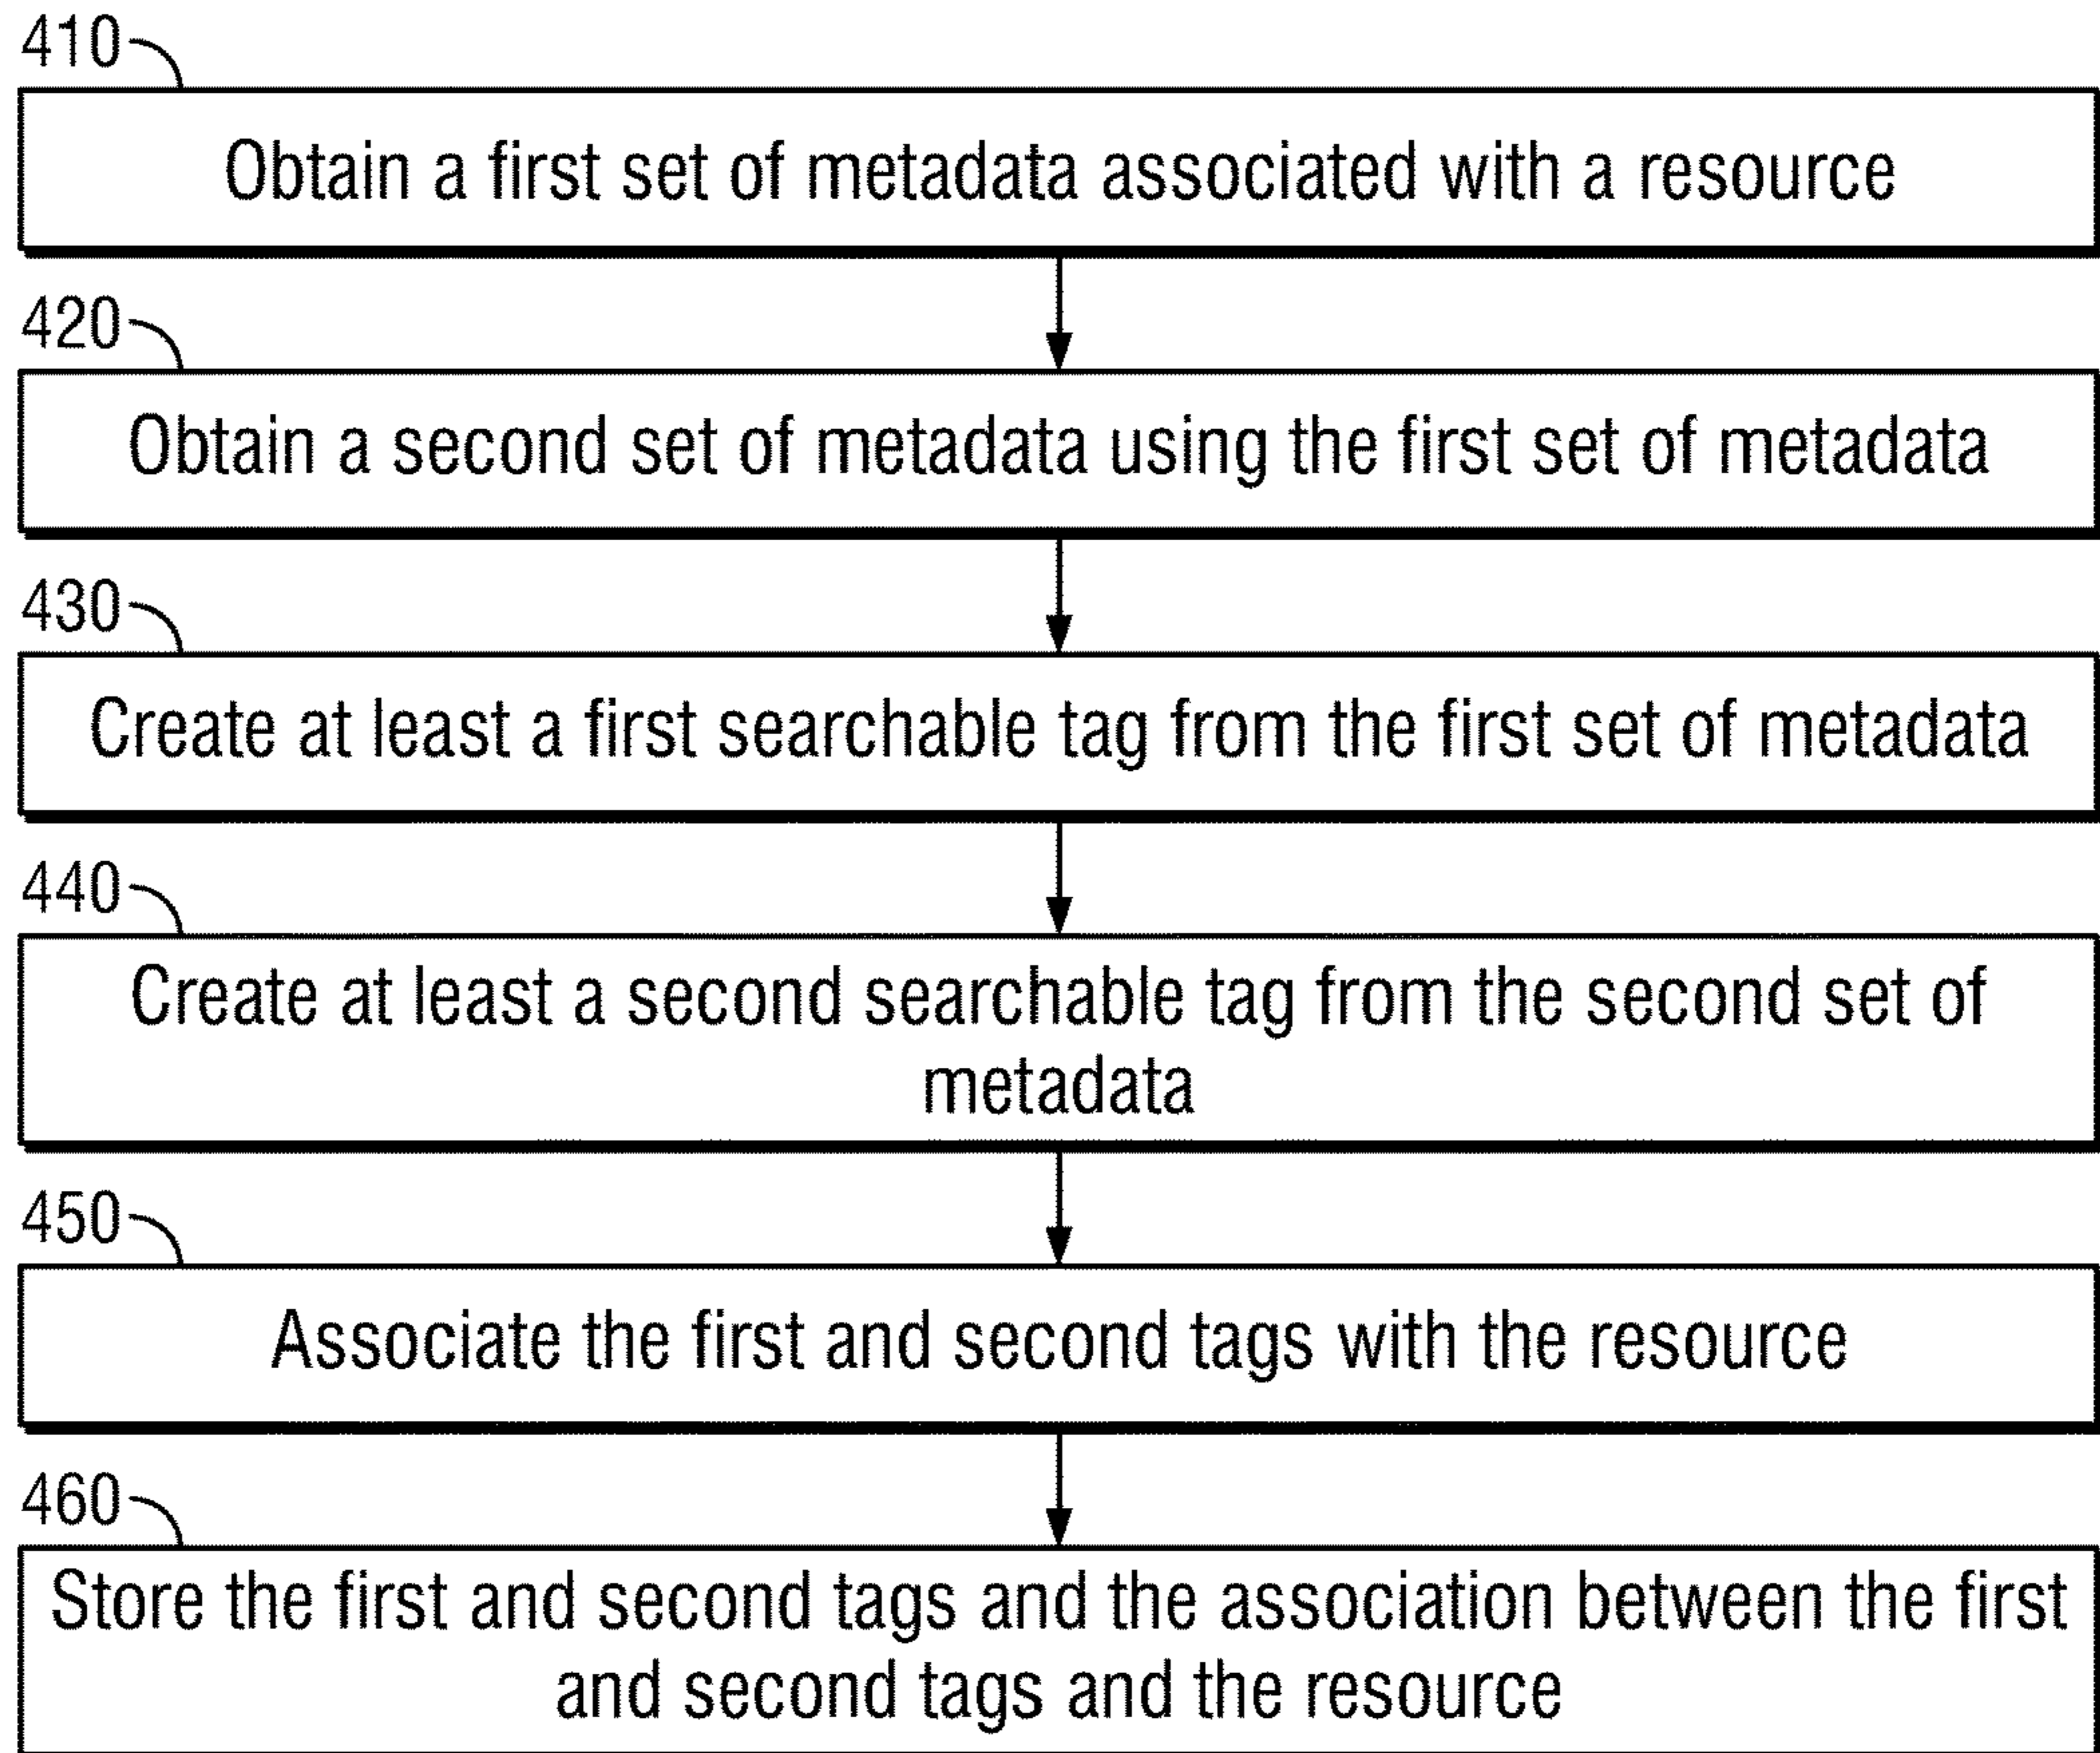 410
Obtain a first set of metadata associated with a resource
420
Obtain a second set of metadata using the first set of metadata
430
Create at least a first searchable tag from the first set of metadata
440
Create at least a second searchable tag from the second set of
metadata
450
Associate the first and second tags with the resource
460
Store the first and second tags and the association between the first
and second tags and the resource